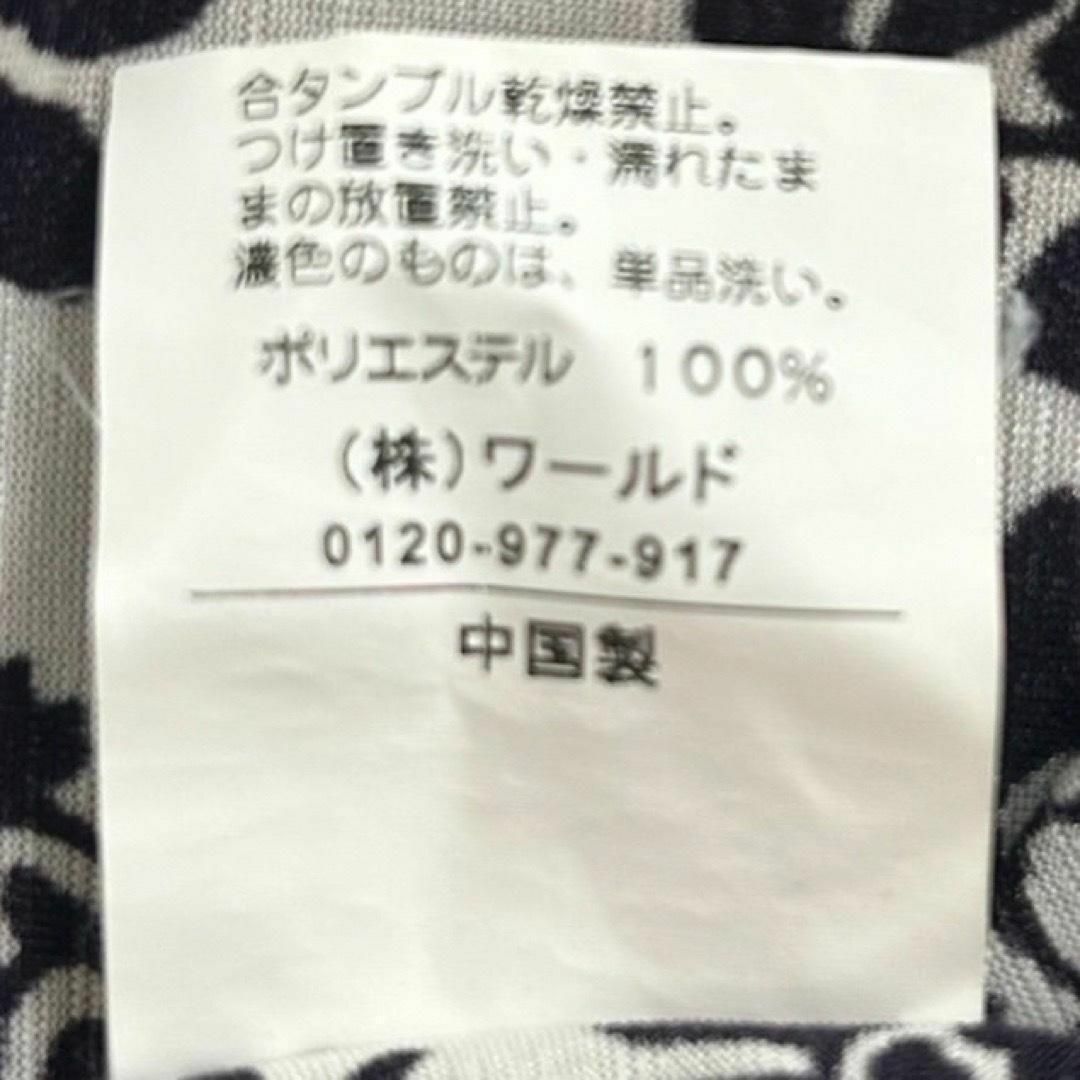 合タンブル乾燥禁止。
つけ置き洗い・濡れたま
まの放置禁止。
濃色のものは、単品洗い。
ポリエステル 100%
(株)ワールド
0120-977-917
中国製